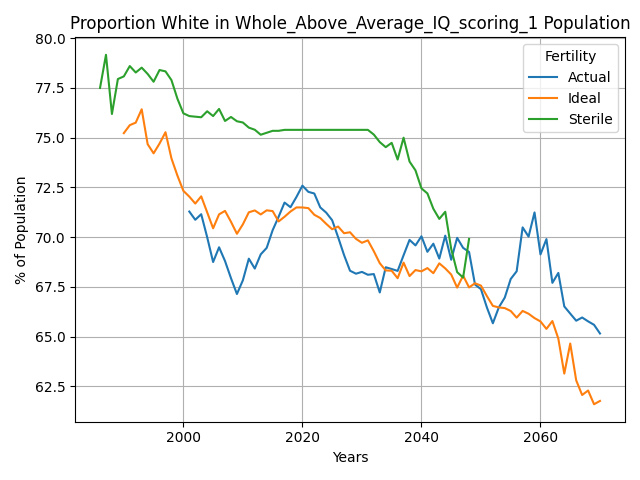 Proportion White in Whole_Above_Average_IQ_scoring_1 Population
80.0
77.5
75.0
72.5
70.0
67.5
65.0
62.5
% of Population
Fertility
Actual
Ideal
Sterile
2000
2020
2040
2060
Years